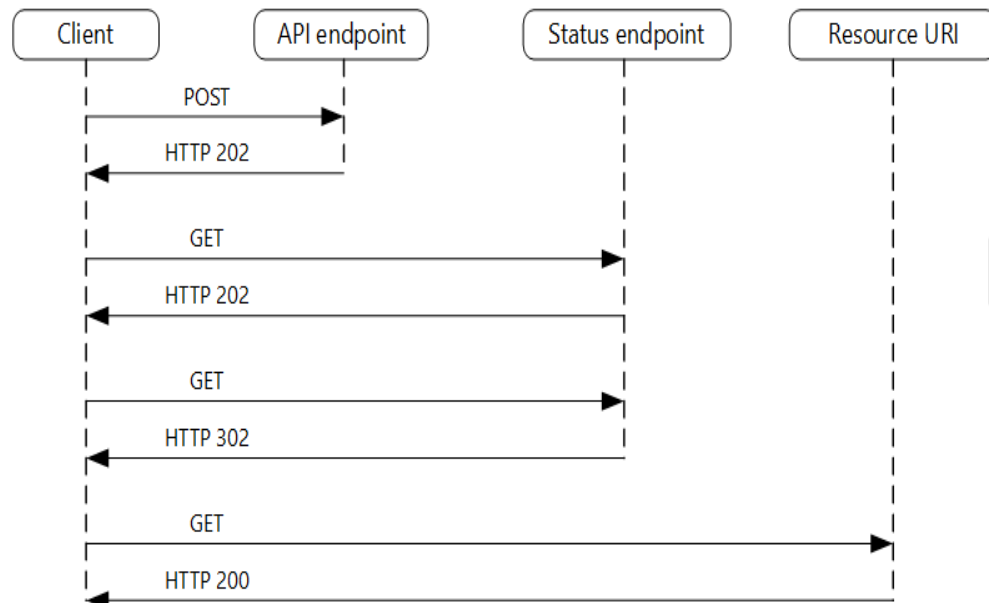 Client
API endpoint
Status endpoint
Resource URI
POST
HTTP 202
GET
HTTP 202
GET
HTTP 302
GET
HTTP 200